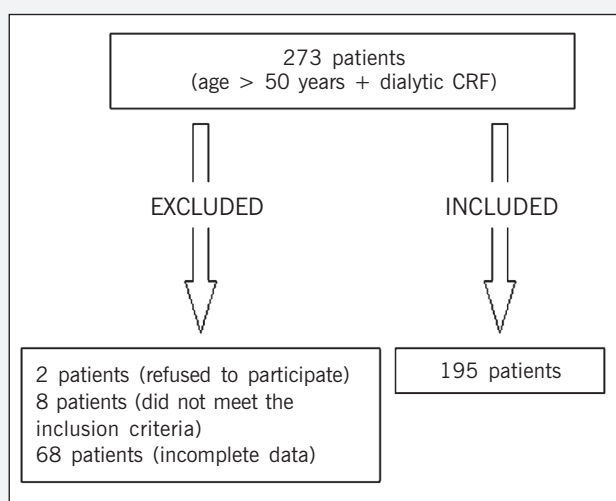 273 patients
(age > 50 years + dialytic CRF)
EXCLUDED
INCLUDED
2 patients (refused to participate)
8 patients (did not meet the
inclusion criteria)
68 patients (incomplete data)
195 patients